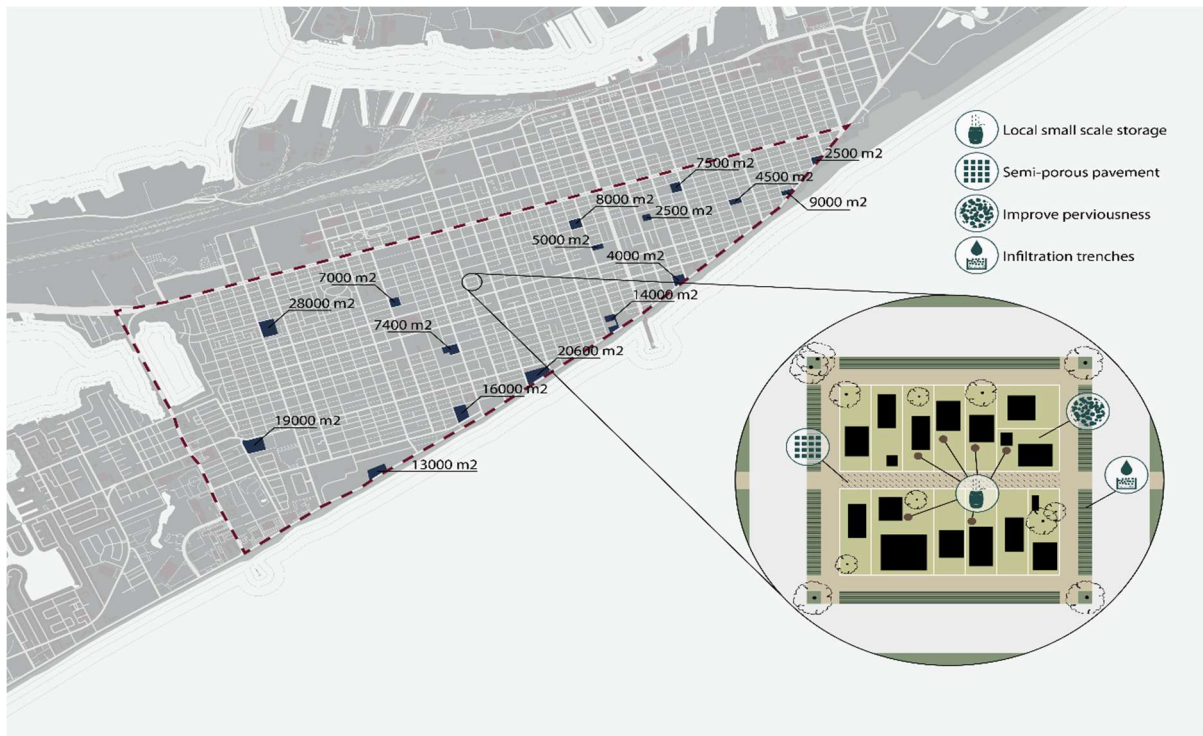 Local small scale storage
Semi-porous pavement
Improve perviousness
Infiltration trenches
2500 m2
7500 m2
4500 m2
9000 m2
2500 m2
8000 m2
5000 m2
4000 m2
7000 m2
14000 m2
28000 m2
7400 m2
20600 m2
16000 m2
19000 m2
13000 m2